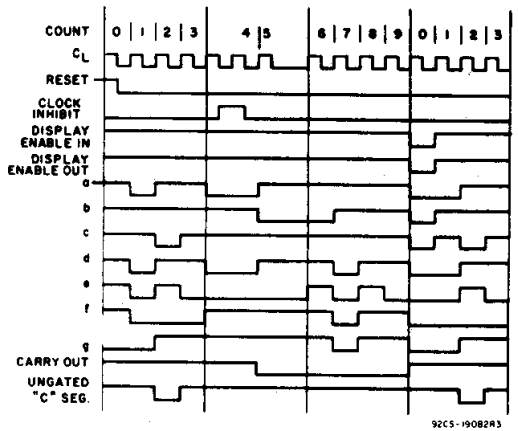 COUNT 0 | 1 | 2 | 3 4 | 5 6 | 7 | 8 | 9 0 | 1 | 2 | 3
CL
RESET
CLOCK
INHIBIT
DISPLAY
ENABLE IN
DISPLAY
ENABLE OUT
a
b
c
d
e
f
g
CARRY OUT
UNGATED
"C" SEG.
92CS-19082R3